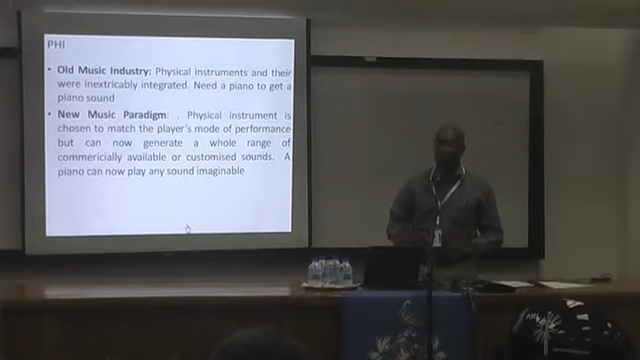 PHI
• Old Music Industry: Physical instruments and their
were inextricably integrated. Need a piano to get a
piano sound
• New Music Paradigm: . Physical instrument is
chosen to match the player's mode of performance
but can now generate a whole range of
commericially available or customised sounds. A
piano can now play any sound imaginable